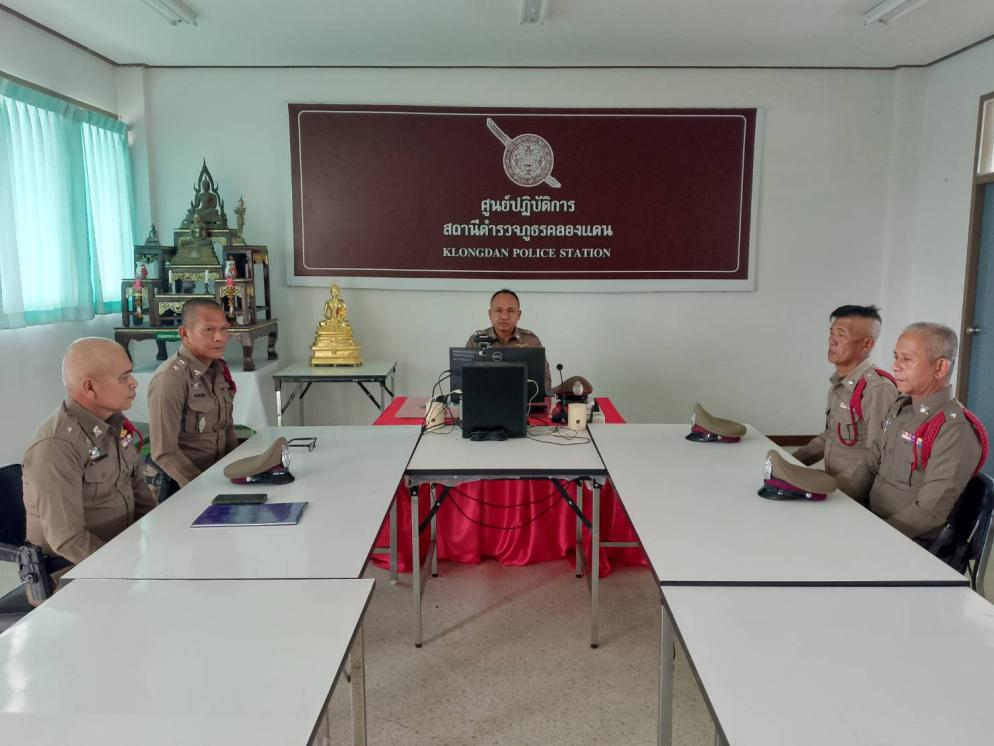 ศูนย์ปฏิบัติการ
สถานีตำรวจภูธรคลองแดน
KLONGDAN POLICE STATION
DELL